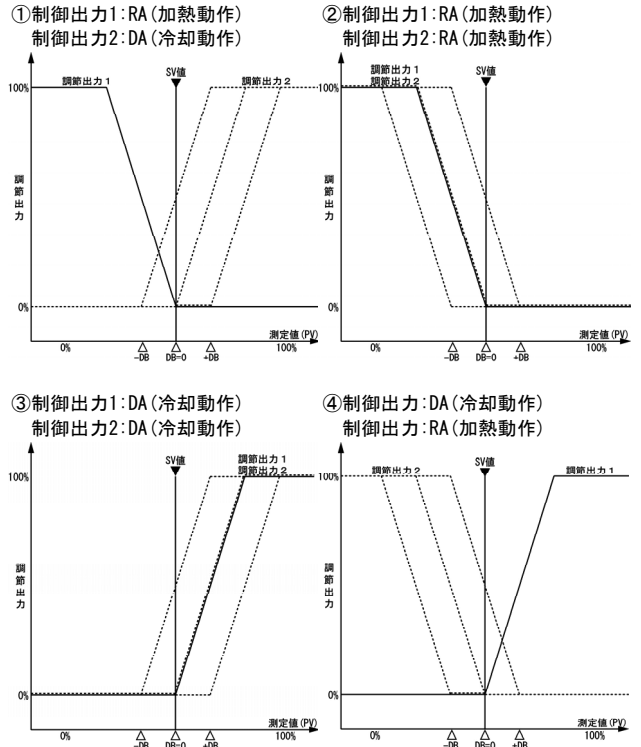 ①制御出力1:RA(加熱動作)
制御出力2:DA(冷却動作)
SV値
調節出力1
調節出力2
100%
調節出力
0%
測定値(PV)
0%
100%
-DB
DB=0
+DB
②制御出力1:RA(加熱動作)
制御出力2:RA(加熱動作)
調節出力1
調節出力2
SV値
100%
調節出力
0%
測定値(PV)
0%
100%
-DB
DB=0
+DB
③制御出力1:DA(冷却動作)
制御出力2:DA(冷却動作)
SV値
調節出力1
調節出力2
100%
調節出力
0%
測定値(PV)
0%
100%
-DB
DB=0
+DB
④制御出力:DA(冷却動作)
制御出力:RA(加熱動作)
SV値
調節出力2
調節出力1
100%
調節出力
0%
測定値(PV)
0%
100%
-DB
DB=0
+DB